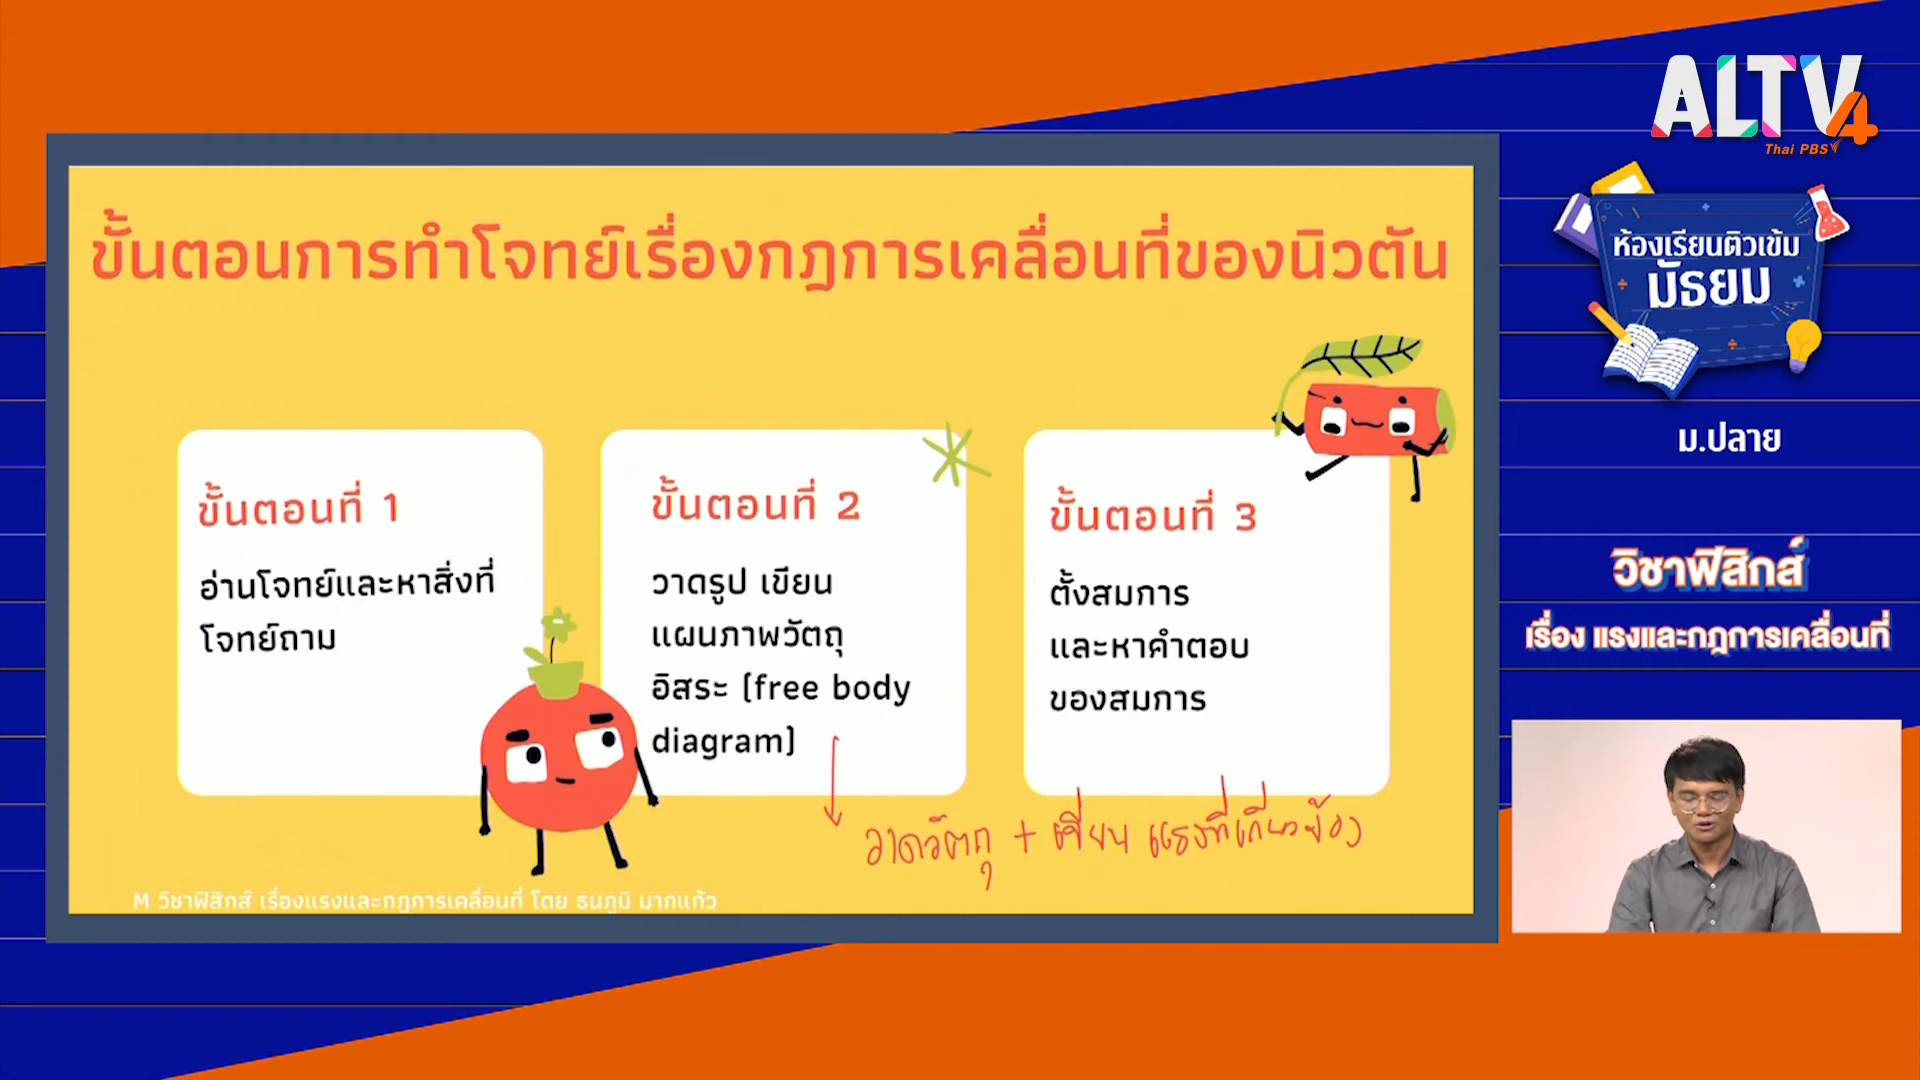 ขั้นตอนการทำโจทย์เรื่องกฎการเคลื่อนที่ของนิวตัน
ขั้นตอนที่ 1
อ่านโจทย์และหาสิ่งที่
โจทย์ถาม
ขั้นตอนที่ 2
วาดรูป เขียน
แผนภาพวัตถุ
อิสระ (free body
diagram)
ขั้นตอนที่ 3
ตั้งสมการ
และหาคำตอบ
ของสมการ
วาดวัตถุ + เขียน แรงที่เกี่ยวข้อง
M วิชาฟิสิกส์ เรื่องแรงและกฎการเคลื่อนที่ โดย ธนภูมิ มากแก้ว
ALTV4
Thai PBS
ห้องเรียนติวเข้ม
มัธยม
ม.ปลาย
วิชาฟิสิกส์
เรื่อง แรงและกฎการเคลื่อนที่